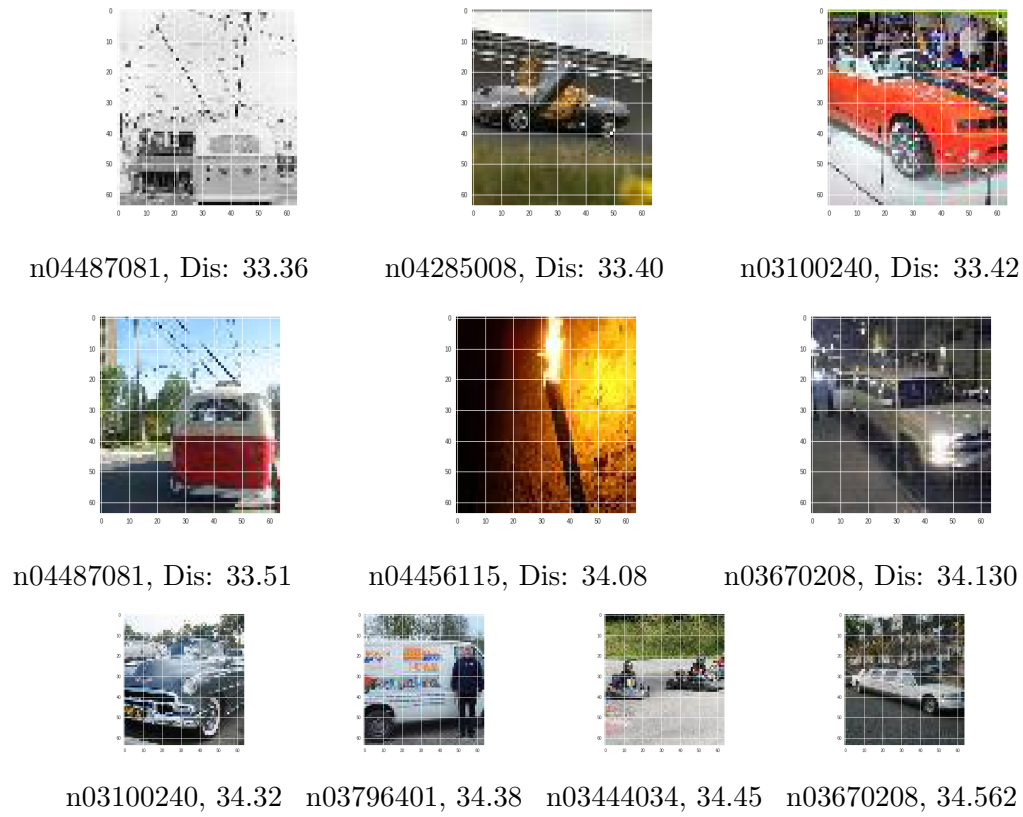 n04487081, Dis: 33.36 n04285008, Dis: 33.40 n03100240, Dis: 33.42
n04487081, Dis: 33.51 n04456115, Dis: 34.08 n03670208, Dis: 34.130
n03100240, 34.32 n03796401, 34.38 n03444034, 34.45 n03670208, 34.562